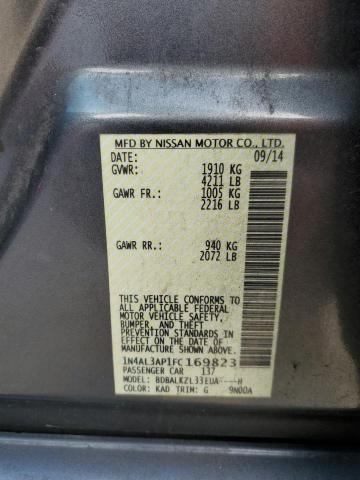 MFD BY NISSAN MOTOR CO., LTD.
DATE: 09/14
GVWR: 1910 KG
4211 LB
GAWR FR.: 1005 KG
2216 LB
GAWR RR.: 940 KG
2072 LB
THIS VEHICLE CONFORMS TO
ALL APPLICABLE FEDERAL
MOTOR VEHICLE SAFETY,
BUMPER, AND THEFT
PREVENTION STANDARDS
IN EFFECT ON THE DATE
OF MANUFACTURE SHOWN ABOVE.
1N4AL3AP1FC169823
PASSENGER CAR 137
MODEL: BDBALKZL33EUA----H
COLOR: KAD TRIM: G 9N00A